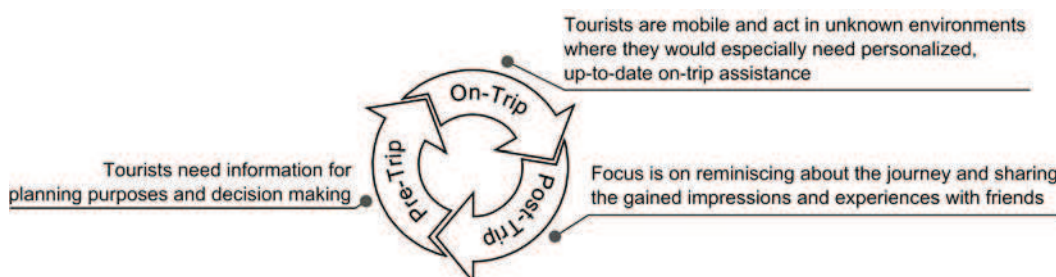 Tourists are mobile and act in unknown environments
where they would especially need personalized,
up-to-date on-trip assistance
On-Trip
Pre-Trip
Post-Trip
Tourists need information for
planning purposes and decision making
Focus is on reminiscing about the journey and sharing
the gained impressions and experiences with friends